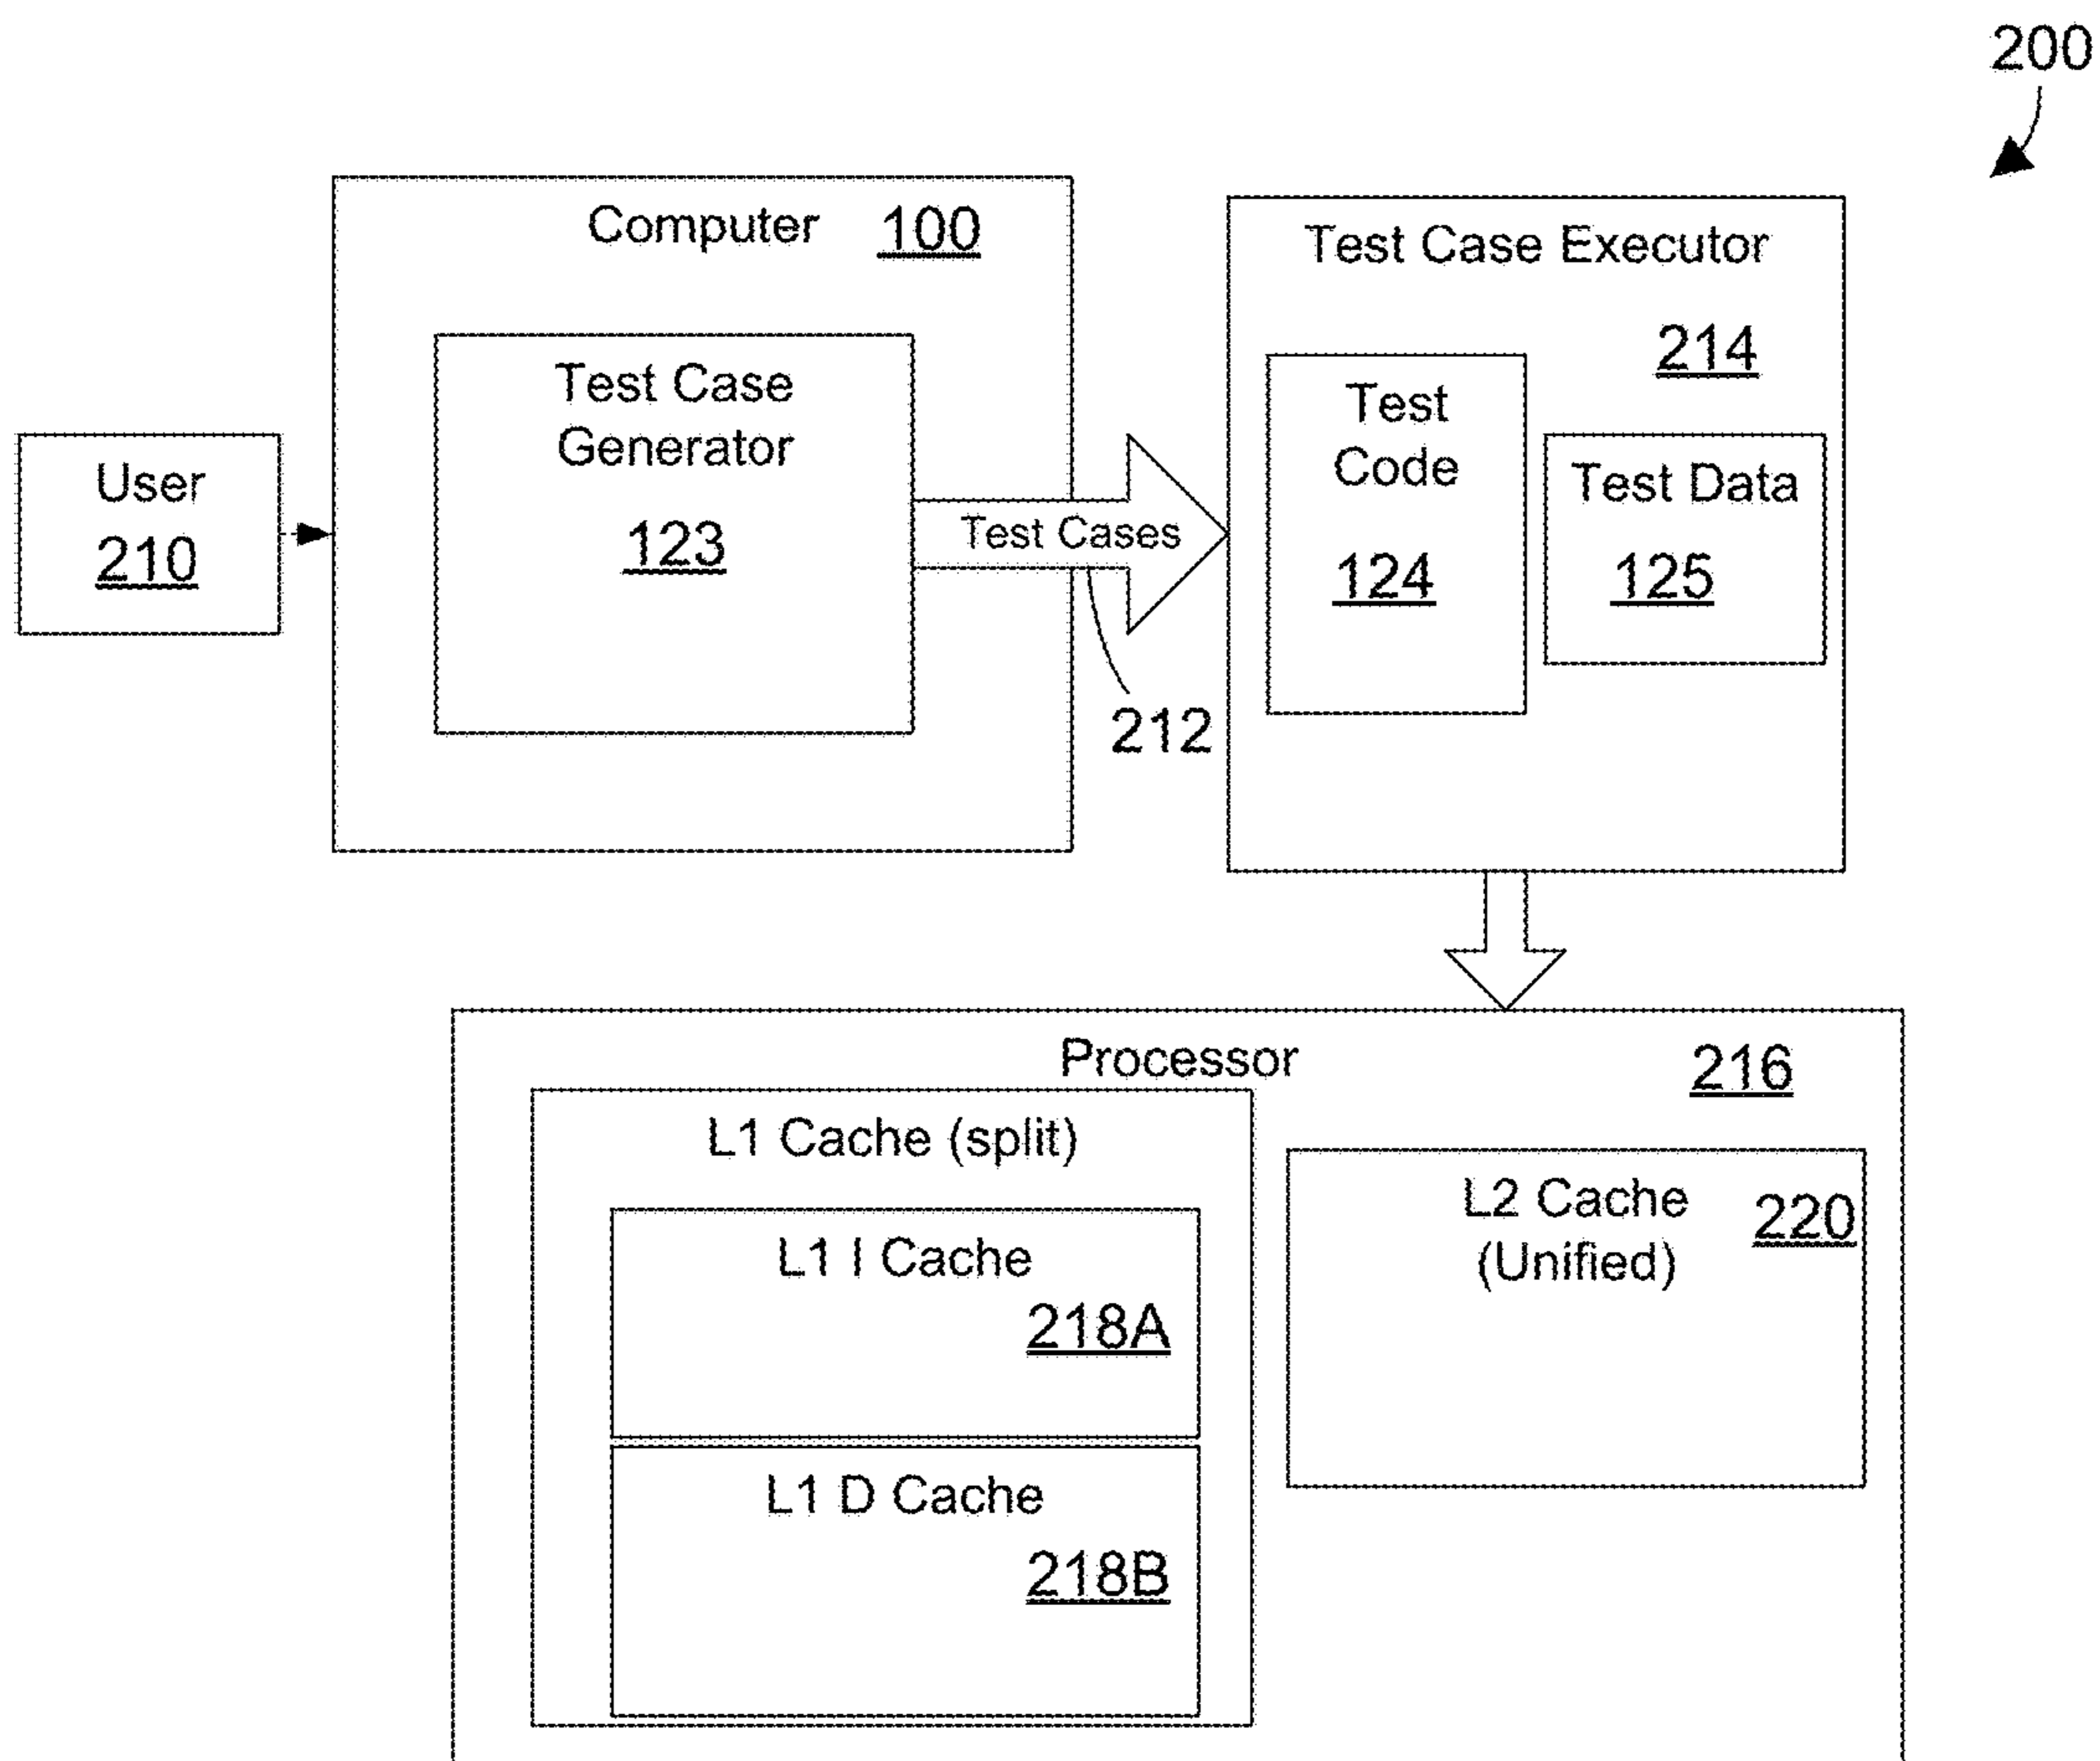 200
Computer 100
Test Case Executor
214
Test Case
Generator
123
User
210
Test Cases
212
Test
Code
124
Test Data
125
Processor
216
L1 Cache (split)
L1 I Cache
218A
L1 D Cache
218B
L2 Cache
(Unified)
220